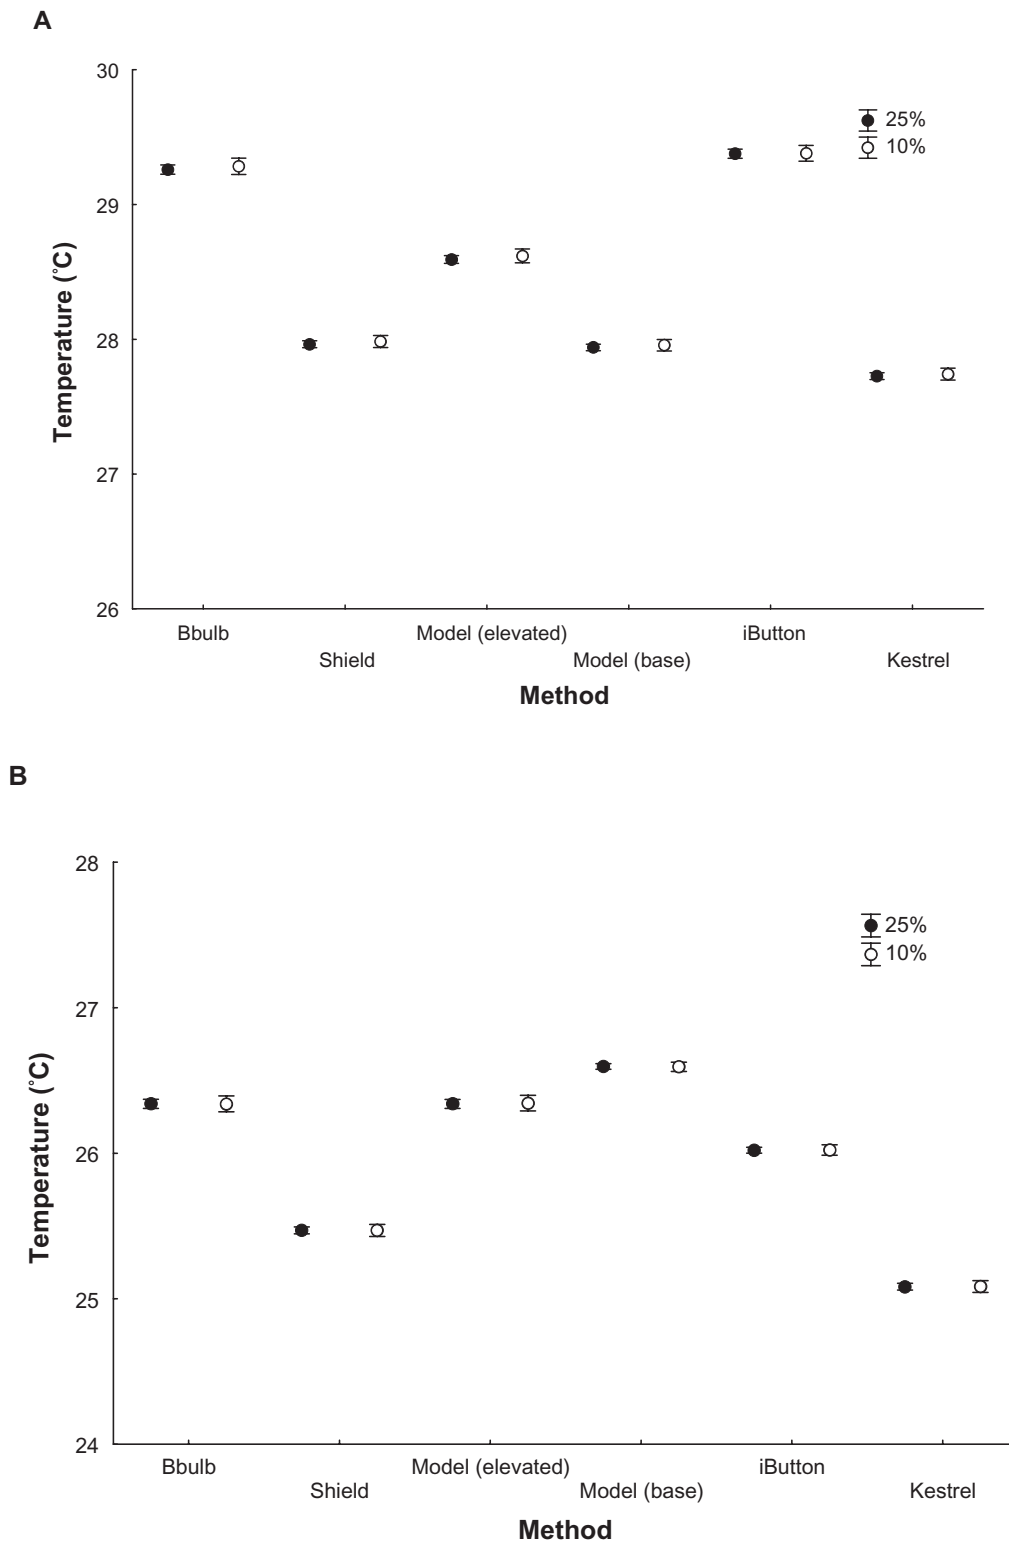 A
30
25%
10%
29
Temperature (°C)
28
27
26
Bbulb
Model (elevated)
iButton
Shield
Model (base)
Kestrel
Method
B
28
25%
10%
27
Temperature (°C)
26
25
24
Bbulb
Model (elevated)
iButton
Shield
Model (base)
Kestrel
Method